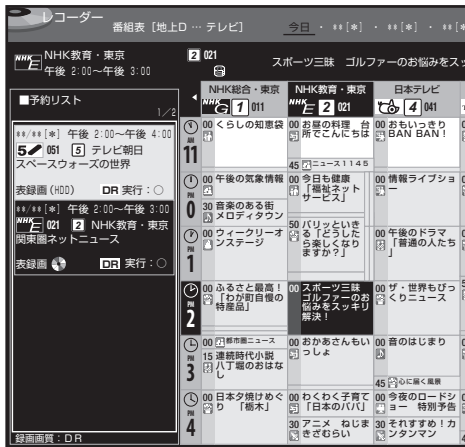 レコーダー
番組表 [地上D … テレビ] 今日 ・ **[*] ・ **[*] ・ **[*
NHK教育・東京
午後 2:00～午後 3:00
2 021
スポーツ三昧 ゴルファーのお悩みをスッ
■予約リスト
1/2
**/**[*] 午後 2:00～午後 4:00
5 051 5 テレビ朝日
スペースウォーズの世界
表録画(HDD) DR 実行:○
**/**[*] 午後 2:00～午後 3:00
NHK E 021 2 NHK教育・東京
関東圏ネットニュース
表録画 DR 実行:○
録画画質:DR
NHK総合・東京 NHK教育・東京 日本テレビ
NHK G 1 011 NHK E 2 021 4 041
AM 11
00 くらしの知恵袋
00 お昼の料理 台
所でこんにちは
45 ニュース1145
00 おもいっきり
BAN BAN!
PM 0
00 午後の気象情報
30 音楽のある街
メロディタウン
00 今日も健康
「福祉ネット
サービス」
50 パリッといき
る「どうした
ら楽しくなり
ますか?」
00 情報ライブショ
ー
PM 1
00 ウィークリーオ
ンステージ
00 午後のドラマ
「普通の人たち
」
PM 2
00 ふるさと最高!
「わが町自慢の
特産品」
00 スポーツ三昧
ゴルファーのお
悩みをスッキリ
解決!
00 ザ・世界もびっ
くりニュース
PM 3
00 都市圏ニュース
15 連続時代小説
八丁堀のおはな
し
00 おかあさんもい
っしょ
00 音のはじまり
45 心に届く風景
PM 4
00 日本夕焼けめぐ
り 「栃木」
00 わくわく子育て
「日本のパパ」
30 アニメ ねじま
きざむらい
00 今夜のロードシ
ョー 特別予告
30 それすすめ!カ
ンタンマン